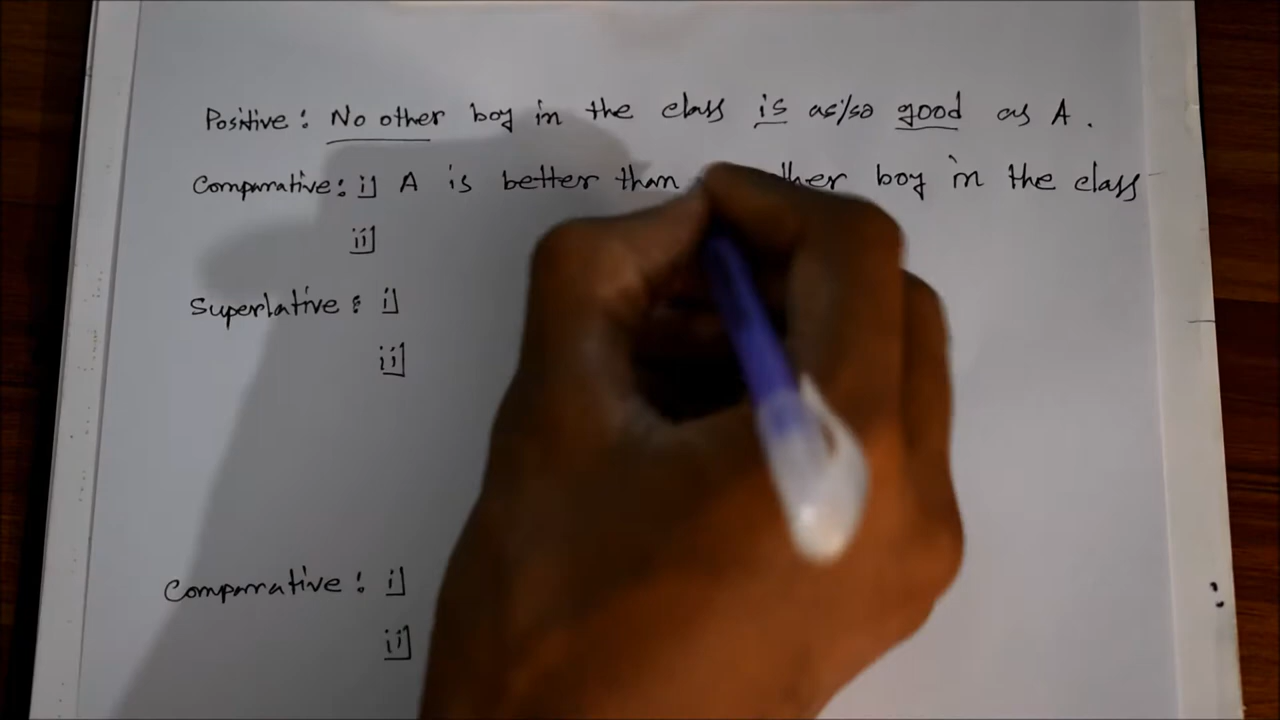 Positive: No other boy in the class is as/so good as A.
Comparative: i] A is better than boy in the class
ii]
Superlative: i]
ii]
Comparative: i]
ii]